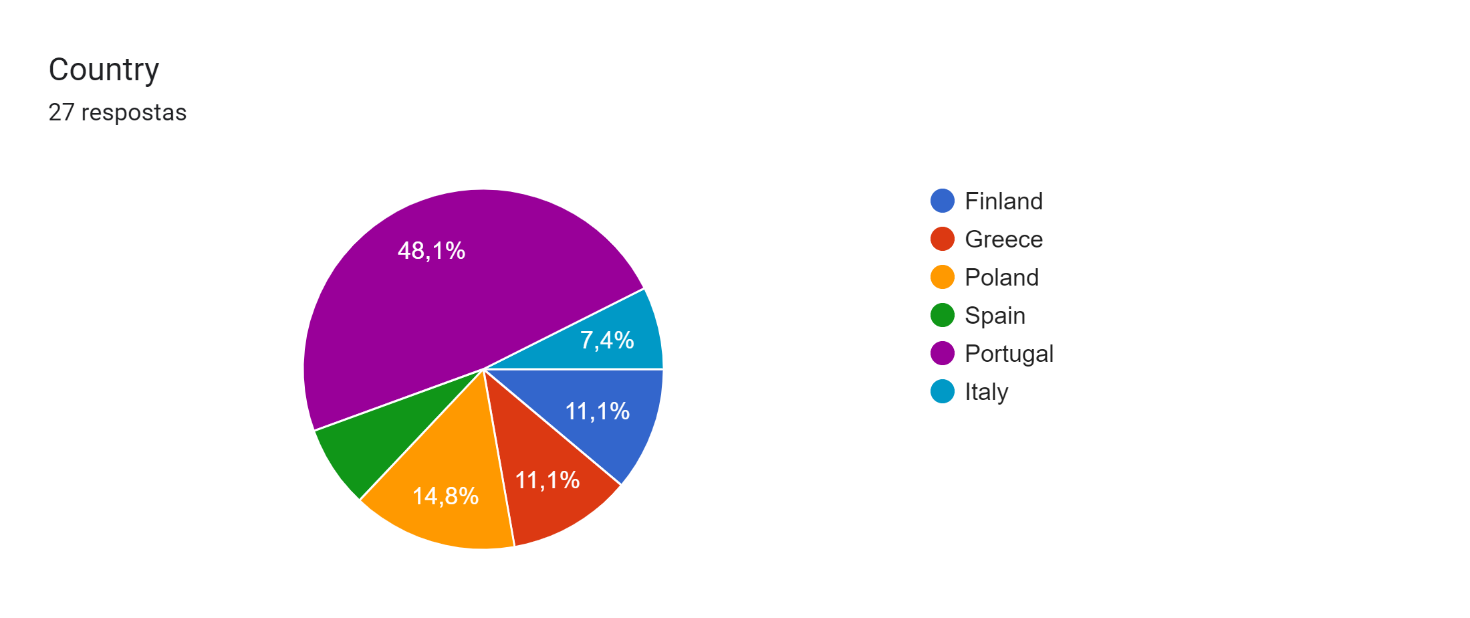 Country
27 respostas
48,1%
7,4%
11,1%
11,1%
14,8%
Finland
Greece
Poland
Spain
Portugal
Italy